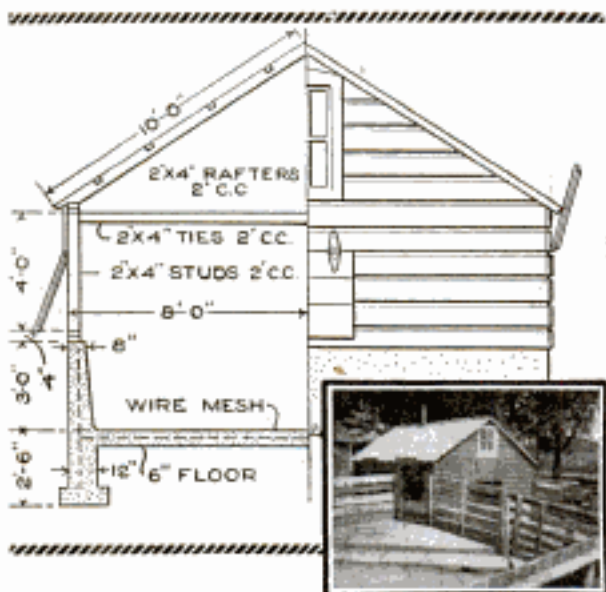 10'-0"
2"X4" RAFTERS
2' C.C
2"X4" TIES 2' C.C.
2"X4" STUDS 2' C.C.
4'-0"
8'-0"
8"
4"
3'-0"
WIRE MESH
12"
6" FLOOR
2'-6"